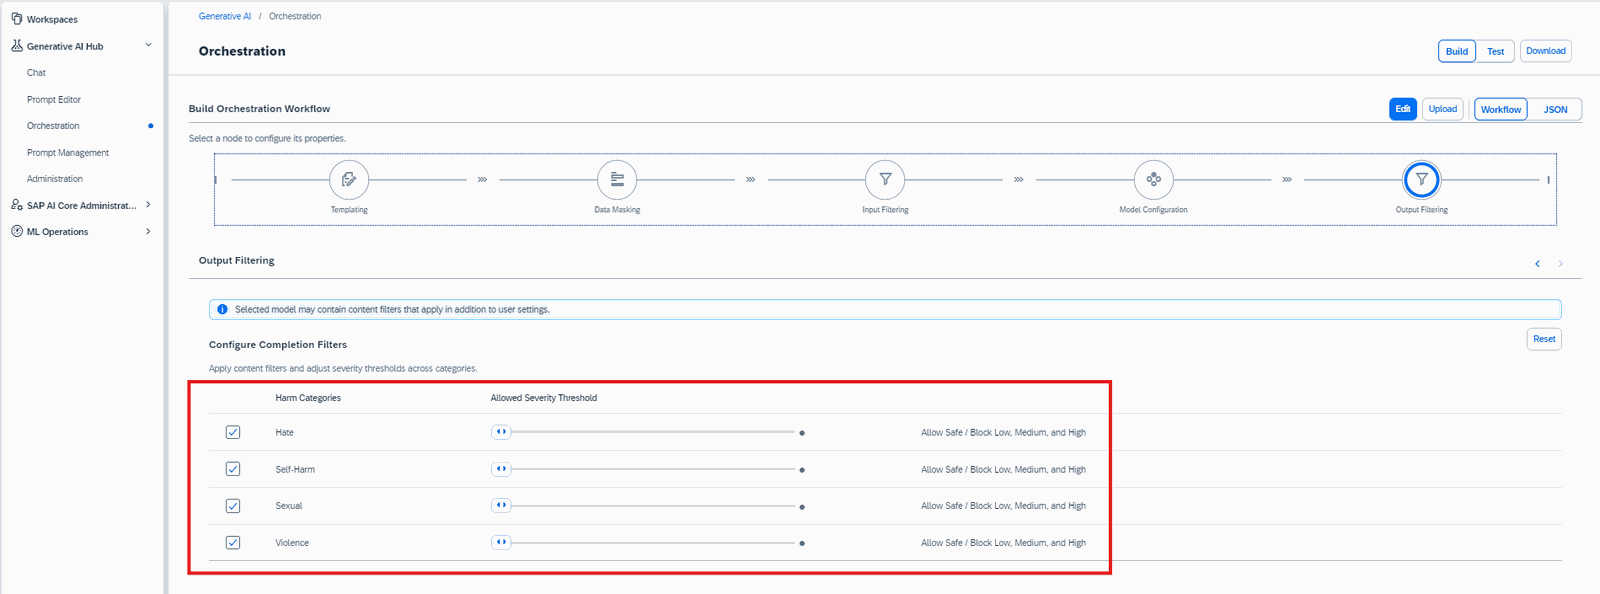 Workspaces
Generative AI Hub
Chat
Prompt Editor
Orchestration
Prompt Management
Administration
SAP AI Core Administrat...
ML Operations
Generative AI / Orchestration
Orchestration
Build Test Download
Build Orchestration Workflow
Edit Upload Workflow JSON
Select a node to configure its properties.
Templating Data Masking Input Filtering Model Configuration Output Filtering
Output Filtering
Selected model may contain content filters that apply in addition to user settings.
Reset
Configure Completion Filters
Apply content filters and adjust severity thresholds across categories.
Harm Categories Allowed Severity Threshold
Hate Allow Safe / Block Low, Medium, and High
Self-Harm Allow Safe / Block Low, Medium, and High
Sexual Allow Safe / Block Low, Medium, and High
Violence Allow Safe / Block Low, Medium, and High